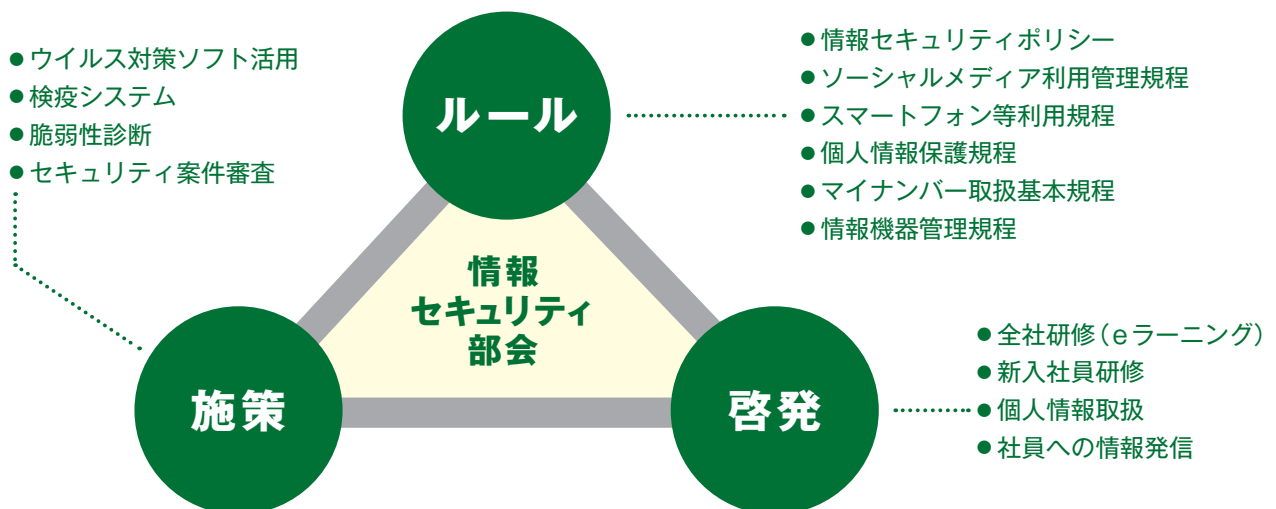 ●ウイルス対策ソフト活用
●検疫システム
●脆弱性診断
●セキュリティ案件審査
ルール
●情報セキュリティポリシー
●ソーシャルメディア利用管理規程
●スマートフォン等利用規程
●個人情報保護規程
●マイナンバー取扱基本規程
●情報機器管理規程
情報
セキュリティ
部会
施策
啓発
●全社研修（eラーニング）
●新入社員研修
●個人情報取扱
●社員への情報発信